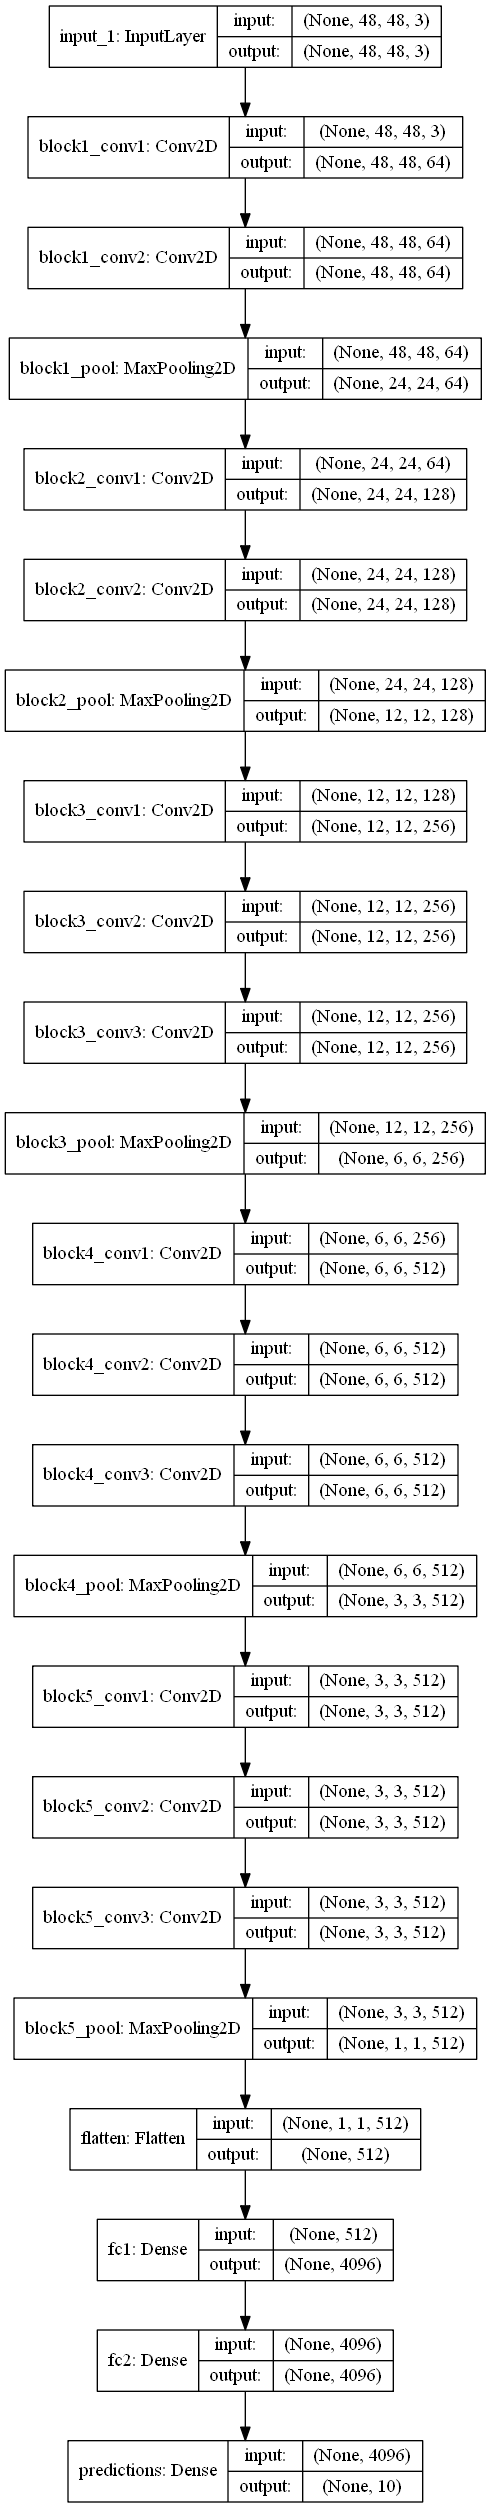 input_1: InputLayer input: (None, 48, 48, 3)
output: (None, 48, 48, 3)
block1_conv1: Conv2D input: (None, 48, 48, 3)
output: (None, 48, 48, 64)
block1_conv2: Conv2D input: (None, 48, 48, 64)
output: (None, 48, 48, 64)
block1_pool: MaxPooling2D input: (None, 48, 48, 64)
output: (None, 24, 24, 64)
block2_conv1: Conv2D input: (None, 24, 24, 64)
output: (None, 24, 24, 128)
block2_conv2: Conv2D input: (None, 24, 24, 128)
output: (None, 24, 24, 128)
block2_pool: MaxPooling2D input: (None, 24, 24, 128)
output: (None, 12, 12, 128)
block3_conv1: Conv2D input: (None, 12, 12, 128)
output: (None, 12, 12, 256)
block3_conv2: Conv2D input: (None, 12, 12, 256)
output: (None, 12, 12, 256)
block3_conv3: Conv2D input: (None, 12, 12, 256)
output: (None, 12, 12, 256)
block3_pool: MaxPooling2D input: (None, 12, 12, 256)
output: (None, 6, 6, 256)
block4_conv1: Conv2D input: (None, 6, 6, 256)
output: (None, 6, 6, 512)
block4_conv2: Conv2D input: (None, 6, 6, 512)
output: (None, 6, 6, 512)
block4_conv3: Conv2D input: (None, 6, 6, 512)
output: (None, 6, 6, 512)
block4_pool: MaxPooling2D input: (None, 6, 6, 512)
output: (None, 3, 3, 512)
block5_conv1: Conv2D input: (None, 3, 3, 512)
output: (None, 3, 3, 512)
block5_conv2: Conv2D input: (None, 3, 3, 512)
output: (None, 3, 3, 512)
block5_conv3: Conv2D input: (None, 3, 3, 512)
output: (None, 3, 3, 512)
block5_pool: MaxPooling2D input: (None, 3, 3, 512)
output: (None, 1, 1, 512)
flatten: Flatten input: (None, 1, 1, 512)
output: (None, 512)
fc1: Dense input: (None, 512)
output: (None, 4096)
fc2: Dense input: (None, 4096)
output: (None, 4096)
predictions: Dense input: (None, 4096)
output: (None, 10)